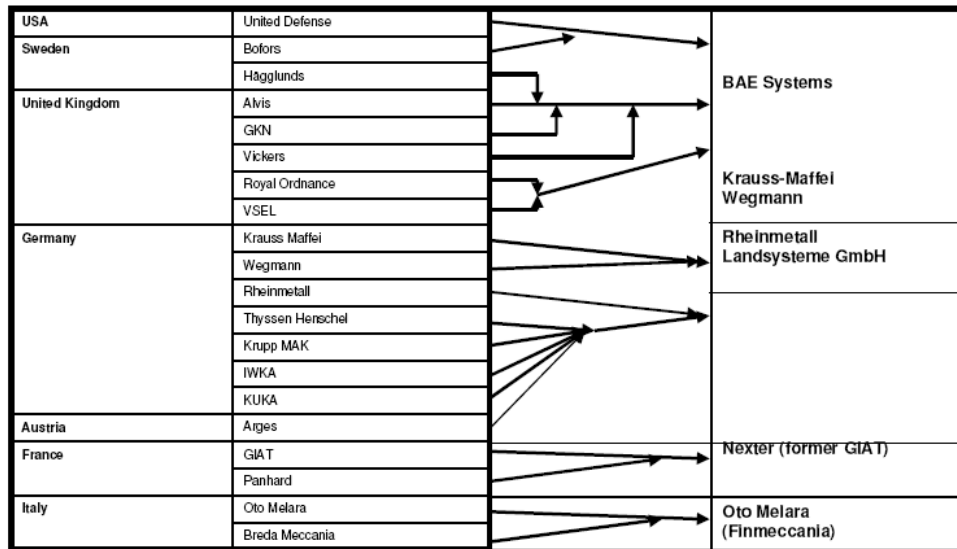 USA United Defense
Sweden Bofors
Hägglunds
BAE Systems
United Kingdom Alvis
GKN
Vickers
Royal Ordnance
Krauss-Maffei
Wegmann
VSEL
Germany Krauss Maffei
Rheinmetall
Landsysteme GmbH
Wegmann
Rheinmetall
Thyssen Henschel
Krupp MAK
IWKA
KUKA
Austria Arges
Nexter (former GIAT)
France GIAT
Panhard
Italy Oto Melara
Oto Melara
(Finmeccania)
Breda Meccania